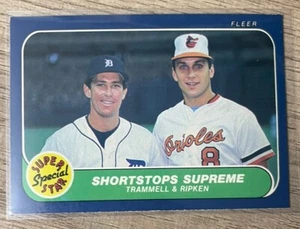 FLEER
D
Orioles
8
SUPER
Special
STAR
SHORTSTOPS SUPREME
TRAMMELL & RIPKEN